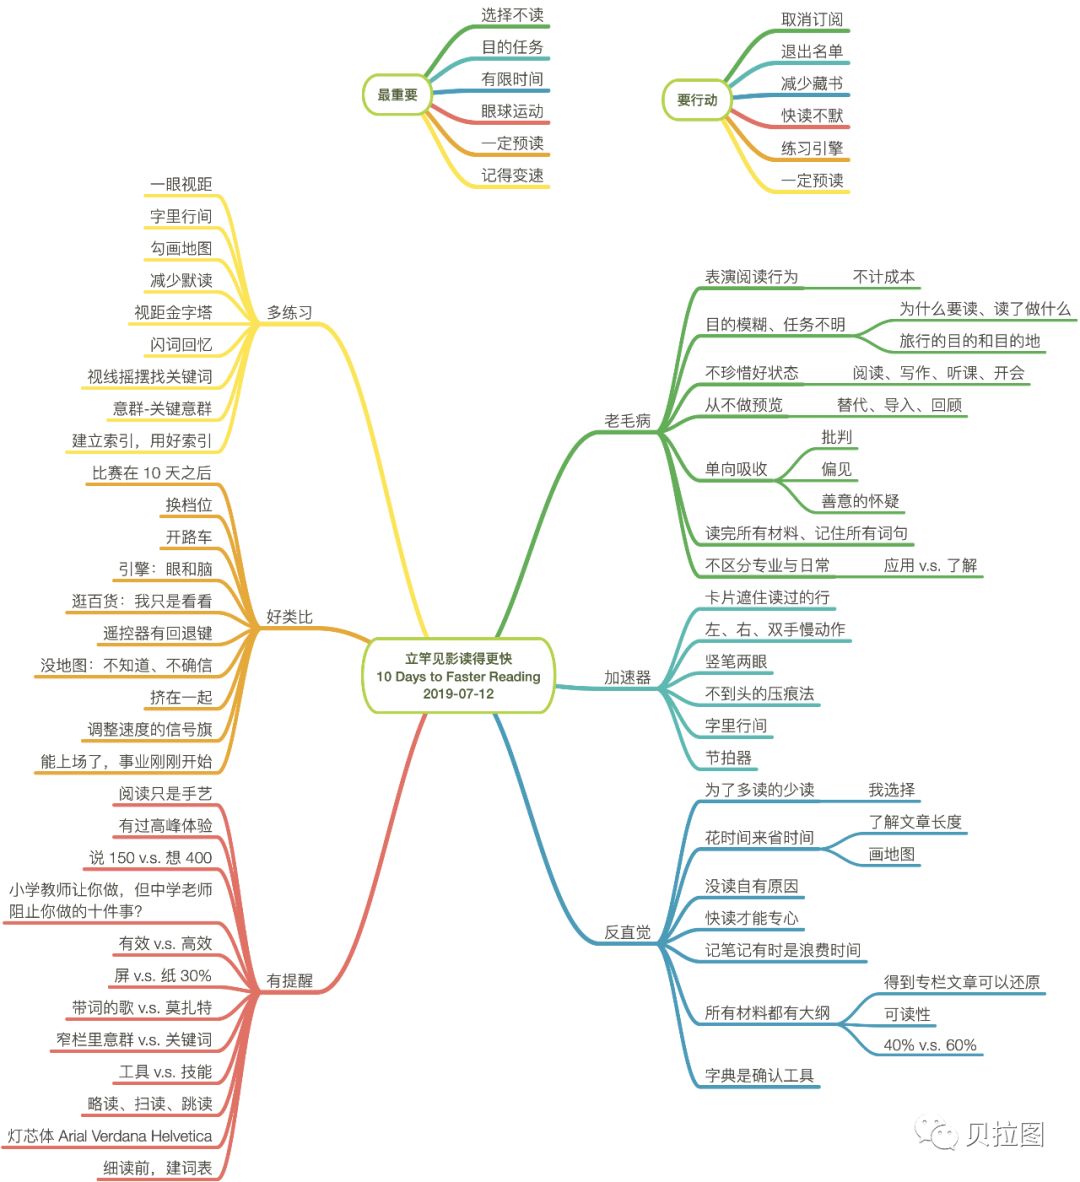 最重要
选择不读
目的任务
有限时间
眼球运动
一定预读
记得变速
要行动
取消订阅
退出名单
减少藏书
快读不默
练习引擎
一定预读
立竿见影读得更快
10 Days to Faster Reading
2019-07-12
多练习
一眼视距
字里行间
勾画地图
减少默读
视距金字塔
闪词回忆
视线摇摆找关键词
意群-关键意群
建立索引，用好索引
好类比
比赛在 10 天之后
换档位
开路车
引擎：眼和脑
逛百货：我只是看看
遥控器有回退键
没地图：不知道、不确信
挤在一起
调整速度的信号旗
能上场了，事业刚刚开始
有提醒
阅读只是手艺
有过高峰体验
说 150 v.s. 想 400
小学教师让你做，但中学老师
阻止你做的十件事？
有效 v.s. 高效
屏 v.s. 纸 30%
带词的歌 v.s. 莫扎特
窄栏里意群 v.s. 关键词
工具 v.s. 技能
略读、扫读、跳读
灯芯体 Arial Verdana Helvetica
细读前，建词表
老毛病
表演阅读行为
不计成本
目的模糊、任务不明
为什么要读、读了做什么
旅行的目的和目的地
不珍惜好状态
阅读、写作、听课、开会
从不做预览
替代、导入、回顾
单向吸收
批判
偏见
善意的怀疑
读完所有材料、记住所有词句
不区分专业与日常
应用 v.s. 了解
加速器
卡片遮住读过的行
左、右、双手慢动作
竖笔两眼
不到头的压痕法
字里行间
节拍器
反直觉
为了多读的少读
我选择
花时间来省时间
了解文章长度
画地图
没读自有原因
快读才能专心
记笔记有时是浪费时间
所有材料都有大纲
得到专栏文章可以还原
可读性
40% v.s. 60%
字典是确认工具
贝拉图